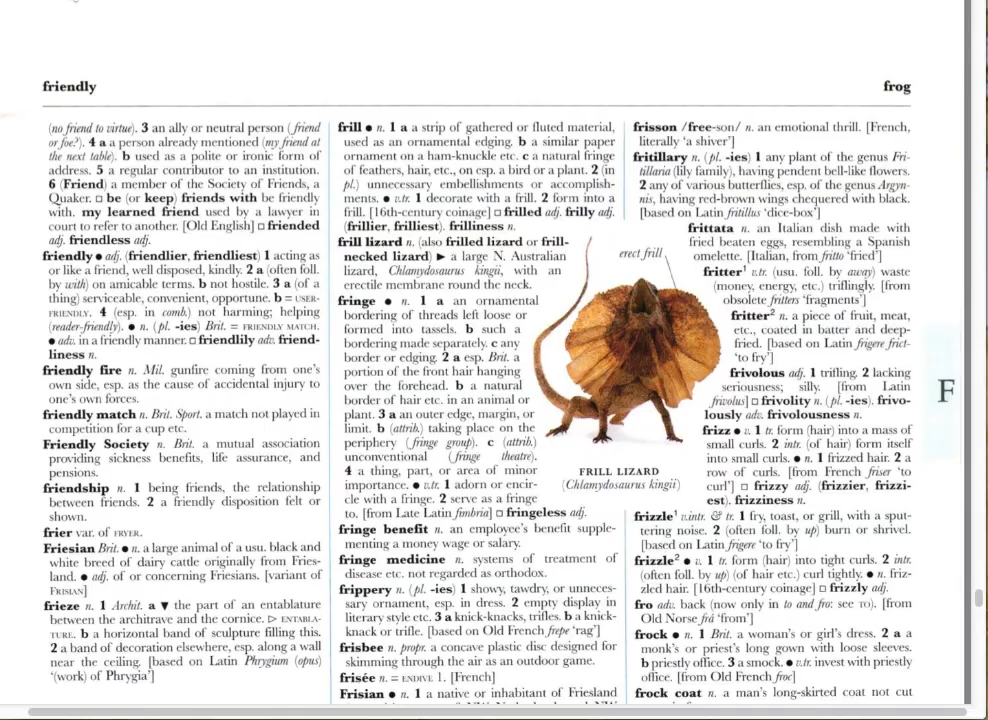 friendly
frog
(no friend to virtue). 3 an ally or neutral person (friend
or foe?). 4 a a person already mentioned (my friend at
the next table). b used as a polite or ironic form of
address. 5 a regular contributor to an institution.
6 (Friend) a member of the Society of Friends, a
Quaker. □ be (or keep) friends with be friendly
with. my learned friend used by a lawyer in
court to refer to another. [Old English] □ friended
adj. friendless adj.
friendly ● adj. (friendlier, friendliest) 1 acting as
or like a friend, well disposed, kindly. 2 a (often foll.
by with) on amicable terms. b not hostile. 3 a (of a
thing) serviceable, convenient, opportune. b = USER-
FRIENDLY. 4 (esp. in comb.) not harming; helping
(reader-friendly). ● n. (pl. -ies) Brit. = FRIENDLY MATCH.
● adv. in a friendly manner. □ friendlily adv. friend-
liness n.
friendly fire n. Mil. gunfire coming from one's
own side, esp. as the cause of accidental injury to
one's own forces.
friendly match n. Brit. Sport. a match not played in
competition for a cup etc.
Friendly Society n. Brit. a mutual association
providing sickness benefits, life assurance, and
pensions.
friendship n. 1 being friends, the relationship
between friends. 2 a friendly disposition felt or
shown.
frier var. of FRYER.
Friesian Brit. ● n. a large animal of a usu. black and
white breed of dairy cattle originally from Fries-
land. ● adj. of or concerning Friesians. [variant of
FRISIAN]
frieze n. 1 Archit. a ▼ the part of an entablature
between the architrave and the cornice. ▷ ENTABLA-
TURE. b a horizontal band of sculpture filling this.
2 a band of decoration elsewhere, esp. along a wall
near the ceiling. [based on Latin Phrygium (opus)
'(work) of Phrygia']
frill ● n. 1 a a strip of gathered or fluted material,
used as an ornamental edging. b a similar paper
ornament on a ham-knuckle etc. c a natural fringe
of feathers, hair, etc., on esp. a bird or a plant. 2 (in
pl.) unnecessary embellishments or accomplish-
ments. ● v.tr. 1 decorate with a frill. 2 form into a
frill. [16th-century coinage] □ frilled adj. frilly adj.
(frillier, frilliest). frilliness n.
frill lizard n. (also frilled lizard or frill-
necked lizard) ► a large N. Australian
lizard, Chlamydosaurus kingii, with an
erectile membrane round the neck.
fringe ● n. 1 a an ornamental
bordering of threads left loose or
formed into tassels. b such a
bordering made separately. c any
border or edging. 2 a esp. Brit. a
portion of the front hair hanging
over the forehead. b a natural
border of hair etc. in an animal or
plant. 3 a an outer edge, margin, or
limit. b (attrib.) taking place on the
periphery (fringe group). c (attrib.)
unconventional (fringe theatre).
4 a thing, part, or area of minor
importance. ● v.tr. 1 adorn or encir-
cle with a fringe. 2 serve as a fringe
to. [from Late Latin fimbria] □ fringeless adj.
fringe benefit n. an employee's benefit supple-
menting a money wage or salary.
fringe medicine n. systems of treatment of
disease etc. not regarded as orthodox.
frippery n. (pl. -ies) 1 showy, tawdry, or unneces-
sary ornament, esp. in dress. 2 empty display in
literary style etc. 3 a knick-knacks, trifles. b a knick-
knack or trifle. [based on Old French frepe 'rag']
frisbee n. propr. a concave plastic disc designed for
skimming through the air as an outdoor game.
frisée n. = ENDIVE 1. [French]
Frisian ● n. 1 a native or inhabitant of Friesland
erect frill
FRILL LIZARD
(Chlamydosaurus kingii)
frisson /free-son/ n. an emotional thrill. [French,
literally 'a shiver']
fritillary n. (pl. -ies) 1 any plant of the genus Fri-
tillaria (lily family), having pendent bell-like flowers.
2 any of various butterflies, esp. of the genus Argyn-
nis, having red-brown wings chequered with black.
[based on Latin fritillus 'dice-box']
frittata n. an Italian dish made with
fried beaten eggs, resembling a Spanish
omelette. [Italian, from fritto 'fried']
fritter¹ v.tr. (usu. foll. by away) waste
(money, energy, etc.) triflingly. [from
obsolete fritters 'fragments']
fritter² n. a piece of fruit, meat,
etc., coated in batter and deep-
fried. [based on Latin frigere frict-
'to fry']
frivolous adj. 1 trifling. 2 lacking
seriousness; silly. [from Latin
frivolus] □ frivolity n. (pl. -ies). frivo-
lously adv. frivolousness n.
frizz ● v. 1 tr. form (hair) into a mass of
small curls. 2 intr. (of hair) form itself
into small curls. ● n. 1 frizzed hair. 2 a
row of curls. [from French friser 'to
curl'] □ frizzy adj. (frizzier, frizzi-
est). frizziness n.
frizzle¹ v.intr. & tr. 1 fry, toast, or grill, with a sput-
tering noise. 2 (often foll. by up) burn or shrivel.
[based on Latin frigere 'to fry']
frizzle² ● v. 1 tr. form (hair) into tight curls. 2 intr.
(often foll. by up) (of hair etc.) curl tightly. ● n. friz-
zled hair. [16th-century coinage] □ frizzly adj.
fro adv. back (now only in to and fro: see TO). [from
Old Norse frá 'from']
frock ● n. 1 Brit. a woman's or girl's dress. 2 a a
monk's or priest's long gown with loose sleeves.
b priestly office. 3 a smock. ● v.tr. invest with priestly
office. [from Old French froc]
frock coat n. a man's long-skirted coat not cut
F